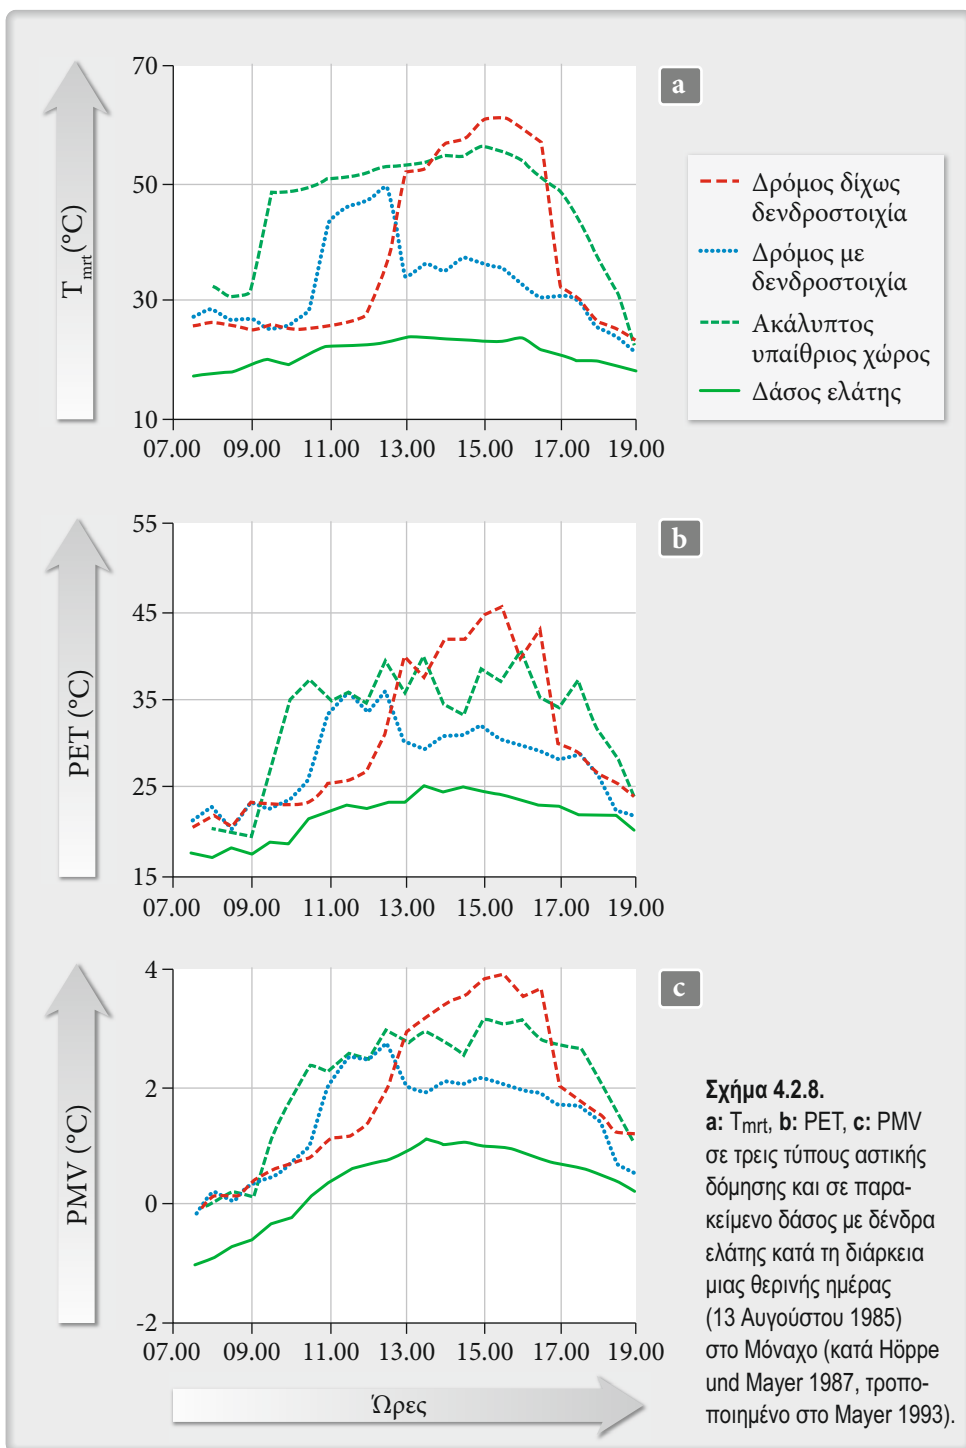 70
50
30
10
T mrt (°C)
a
Δρόμος δίχως
δενδροστοιχία
Δρόμος με
δενδροστοιχία
Ακάλυπτος
υπαίθριος χώρος
Δάσος ελάτης
07.00 09.00 11.00 13.00 15.00 17.00 19.00
55
45
35
25
15
PET (°C)
b
07.00 09.00 11.00 13.00 15.00 17.00 19.00
4
2
0
-2
PMV (°C)
c
07.00 09.00 11.00 13.00 15.00 17.00 19.00
Ώρες
Σχήμα 4.2.8.
a: Tmrt, b: PET, c: PMV
σε τρεις τύπους αστικής
δόμησης και σε παρα-
κείμενο δάσος με δένδρα
ελάτης κατά τη διάρκεια
μιας θερινής ημέρας
(13 Αυγούστου 1985)
στο Μόναχο (κατά Höppe
und Mayer 1987, τροπο-
ποιημένο στο Mayer 1993).